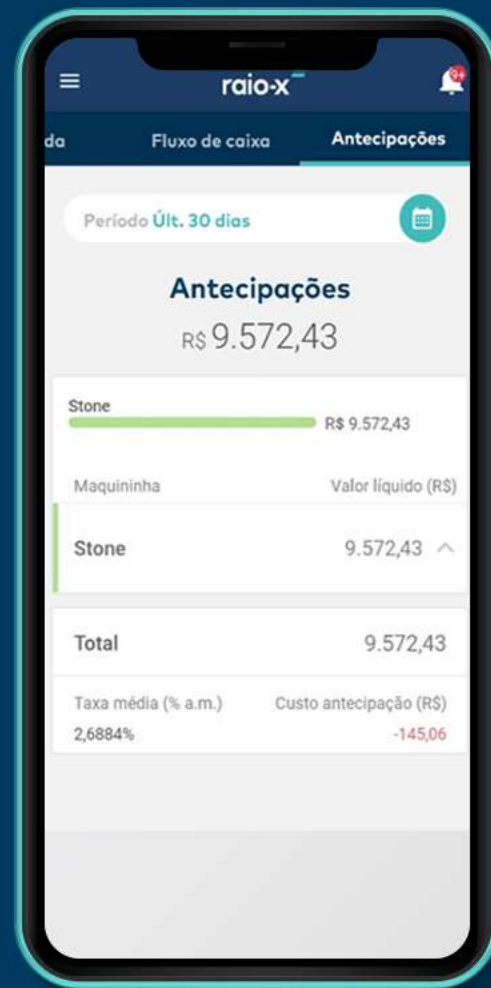 raio-x
9+
da Fluxo de caixa Antecipações
Período Últ. 30 dias
Antecipações
R$ 9.572,43
Stone
R$ 9.572,43
Maquininha Valor líquido (R$)
Stone 9.572,43
Total 9.572,43
Taxa média (% a.m.) Custo antecipação (R$)
2,6884% -145,06